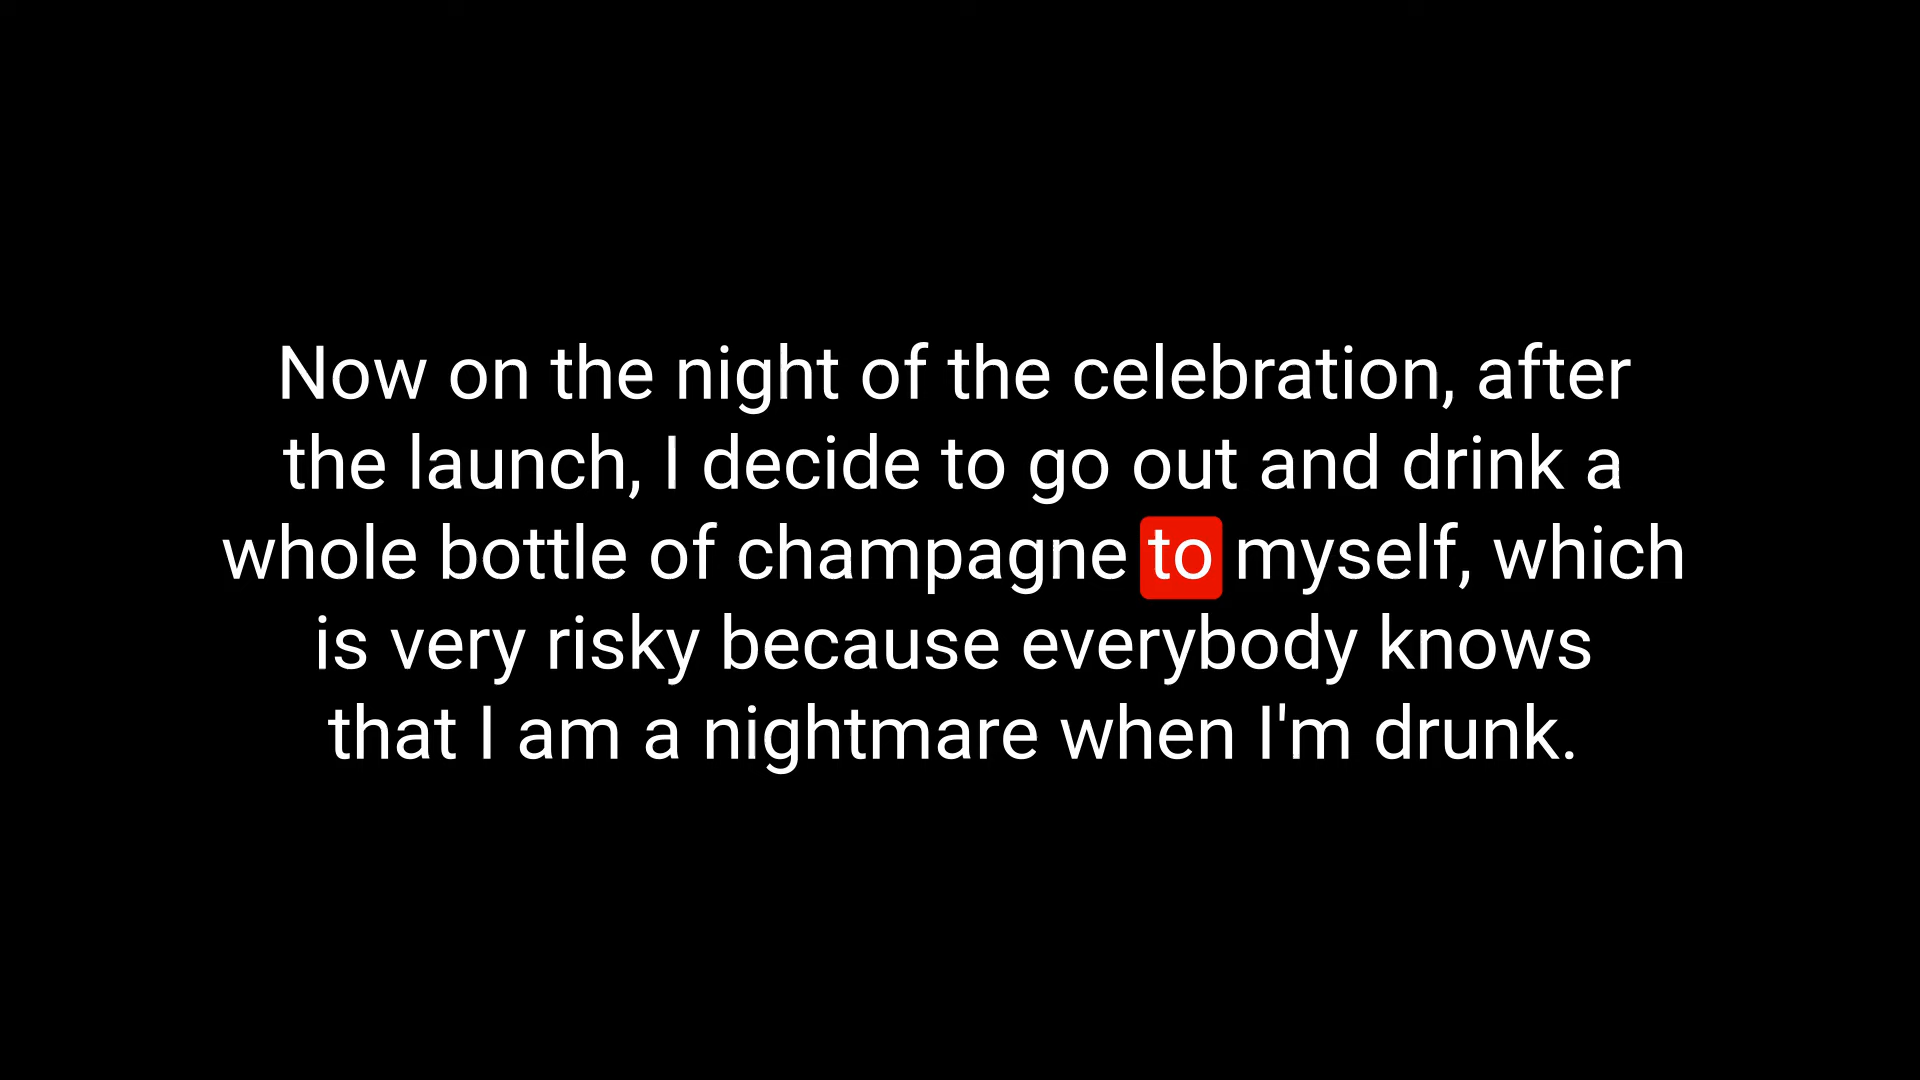 Now on the night of the celebration, after
the launch, I decide to go out and drink a
whole bottle of champagne to myself, which
is very risky because everybody knows
that I am a nightmare when I'm drunk.